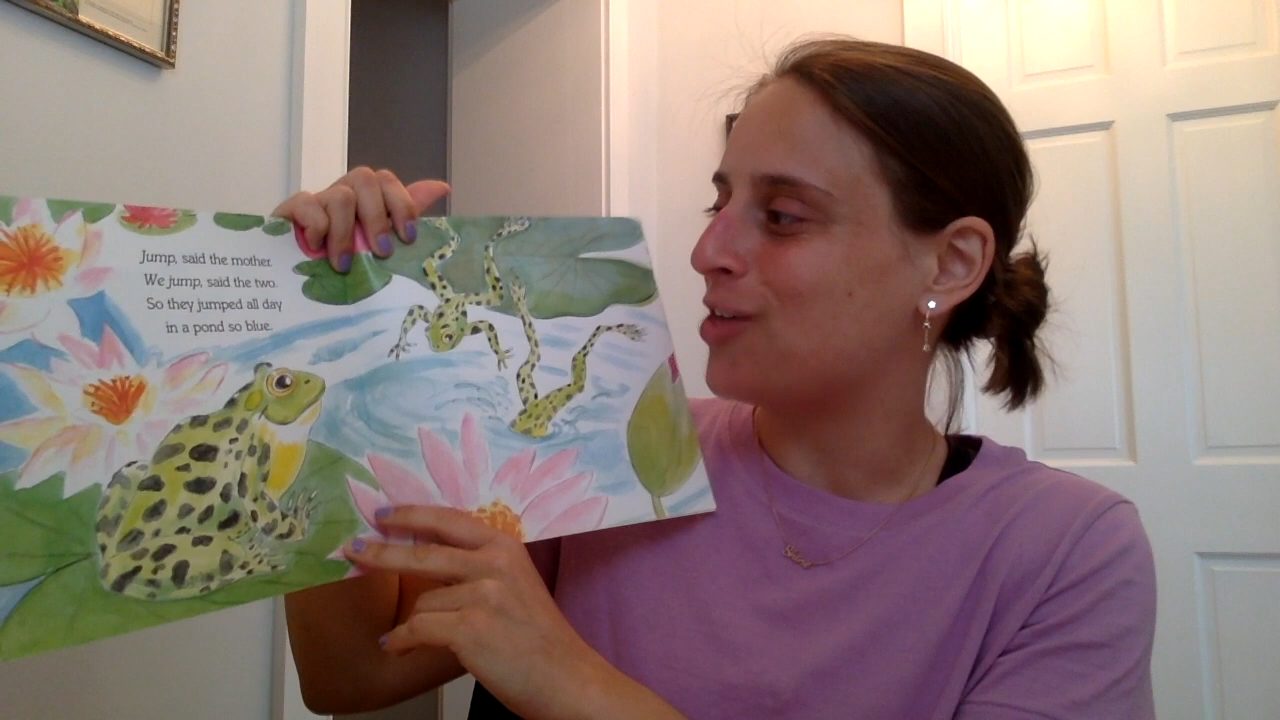 Jump, said the mother.
We jump, said the two.
So they jumped all day
in a pond so blue.